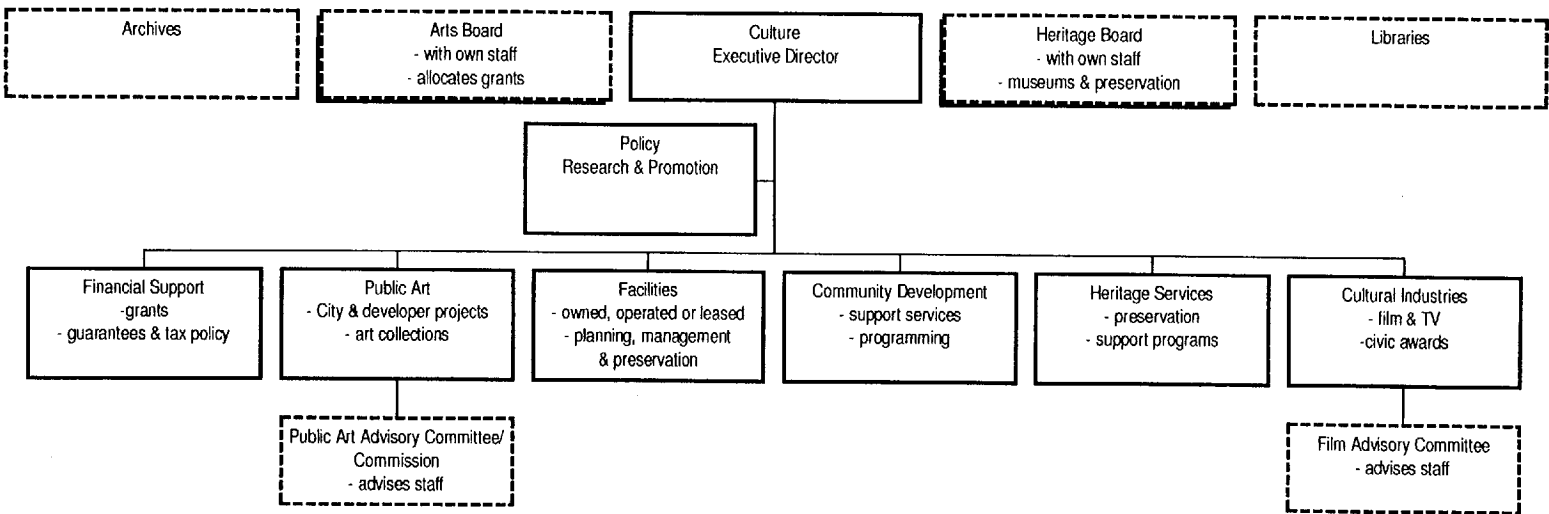 Archives
Arts Board
- with own staff
- allocates grants
Culture
Executive Director
Heritage Board
- with own staff
- museums & preservation
Libraries
Policy
Research & Promotion
Financial Support
-grants
- guarantees & tax policy
Public Art
- City & developer projects
- art collections
Facilities
- owned, operated or leased
- planning, management
& preservation
Community Development
- support services
- programming
Heritage Services
- preservation
- support programs
Cultural Industries
- film & TV
-civic awards
Public Art Advisory Committee/
Commission
- advises staff
Film Advisory Committee
- advises staff